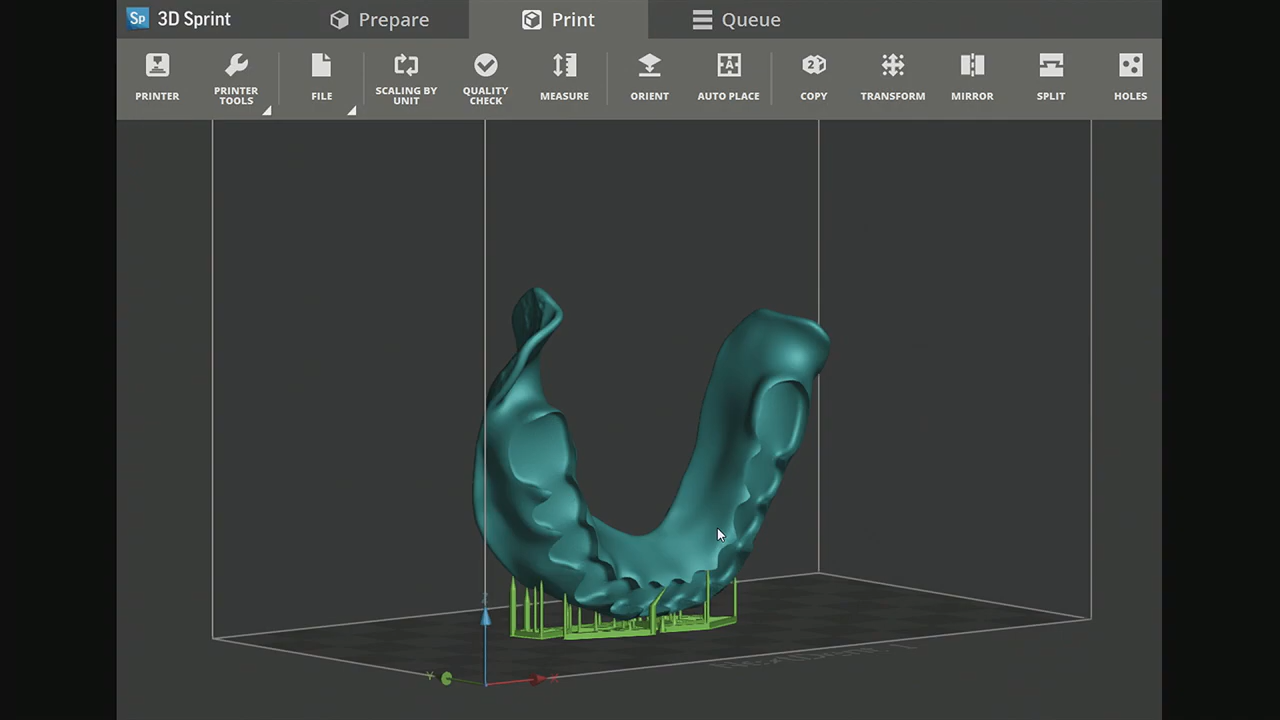 Sp 3D Sprint
Prepare
Print
Queue
PRINTER
PRINTER
TOOLS
FILE
SCALING BY
UNIT
QUALITY
CHECK
MEASURE
ORIENT
AUTO PLACE
COPY
TRANSFORM
MIRROR
SPLIT
HOLES
Z
Y
X